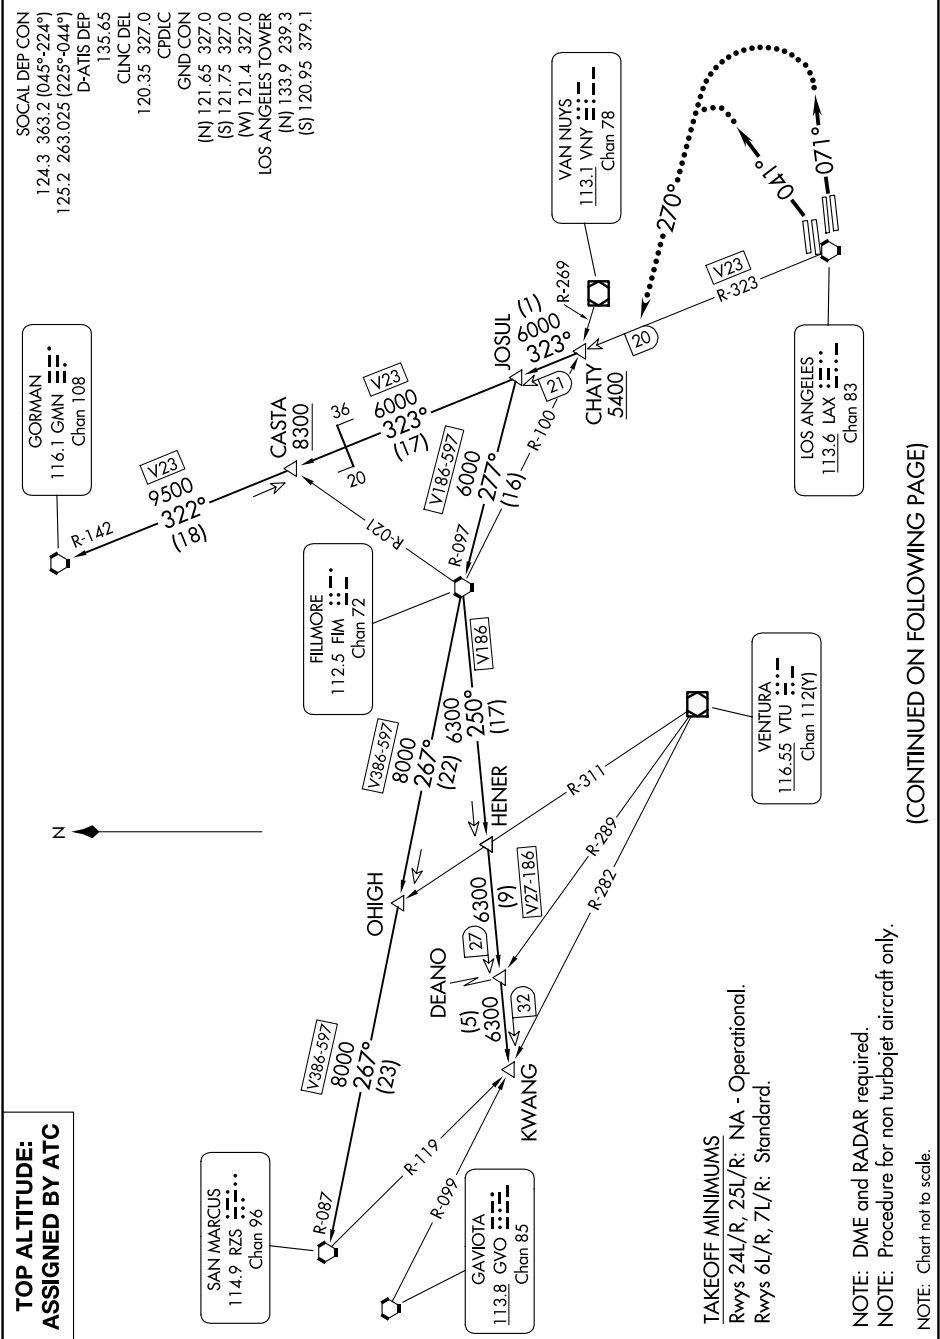 TOP ALTITUDE:
ASSIGNED BY ATC
SOCAL DEP CON
124.3 363.2 (045°-224°)
125.2 263.025 (225°-044°)
D-ATIS DEP
135.65
CLNC DEL
120.35 327.0
CPDLC
GND CON
(N) 121.65 327.0
(S) 121.75 327.0
(W) 121.4 327.0
LOS ANGELES TOWER
(N) 133.9 239.3
(S) 120.95 379.1
GORMAN
116.1 GMN
Chan 108
R-142
V23
9500
322°
(18)
CASTA
8300
36
20
V23
6000
323°
(17)
JOSUL
(1)
6000
323°
21
R-269
VAN NUYS
113.1 VNY
Chan 78
CHATY
5400
20
V23
R-323
270°
041°
071°
LOS ANGELES
113.6 LAX
Chan 83
R-021
R-100
V186-597
6000
277°
(16)
R-097
FILLMORE
112.5 FIM
Chan 72
V186
6300
250°
(17)
V386-597
8000
267°
(22)
N
HENER
OHIGH
R-311
R-289
R-282
VENTURA
116.55 VTU
Chan 112(Y)
6300
(9)
V27-186
27
DEANO
(5)
6300
32
KWANG
V386-597
8000
267°
(23)
R-087
R-119
R-099
SAN MARCUS
114.9 RZS
Chan 96
GAVIOTA
113.8 GVO
Chan 85
TAKEOFF MINIMUMS
Rwys 24L/R, 25L/R: NA - Operational.
Rwys 6L/R, 7L/R: Standard.
NOTE: DME and RADAR required.
NOTE: Procedure for non turbojet aircraft only.
NOTE: Chart not to scale.
(CONTINUED ON FOLLOWING PAGE)